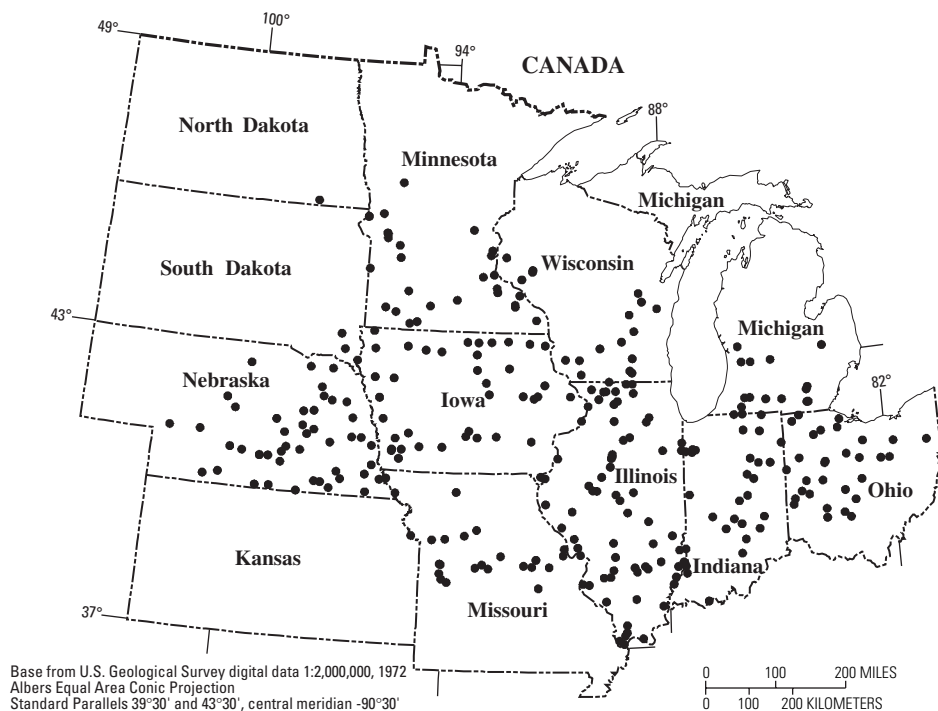 100°
49°
94°
CANADA
88°
North Dakota
Minnesota
Michigan
South Dakota
Wisconsin
43°
Michigan
Nebraska
Iowa
82°
Illinois
Ohio
Kansas
Indiana
Missouri
37°
Base from U.S. Geological Survey digital data 1:2,000,000, 1972
Albers Equal Area Conic Projection
Standard Parallels 39°30' and 43°30', central meridian -90°30'
0 100 200 MILES
0 100 200 KILOMETERS